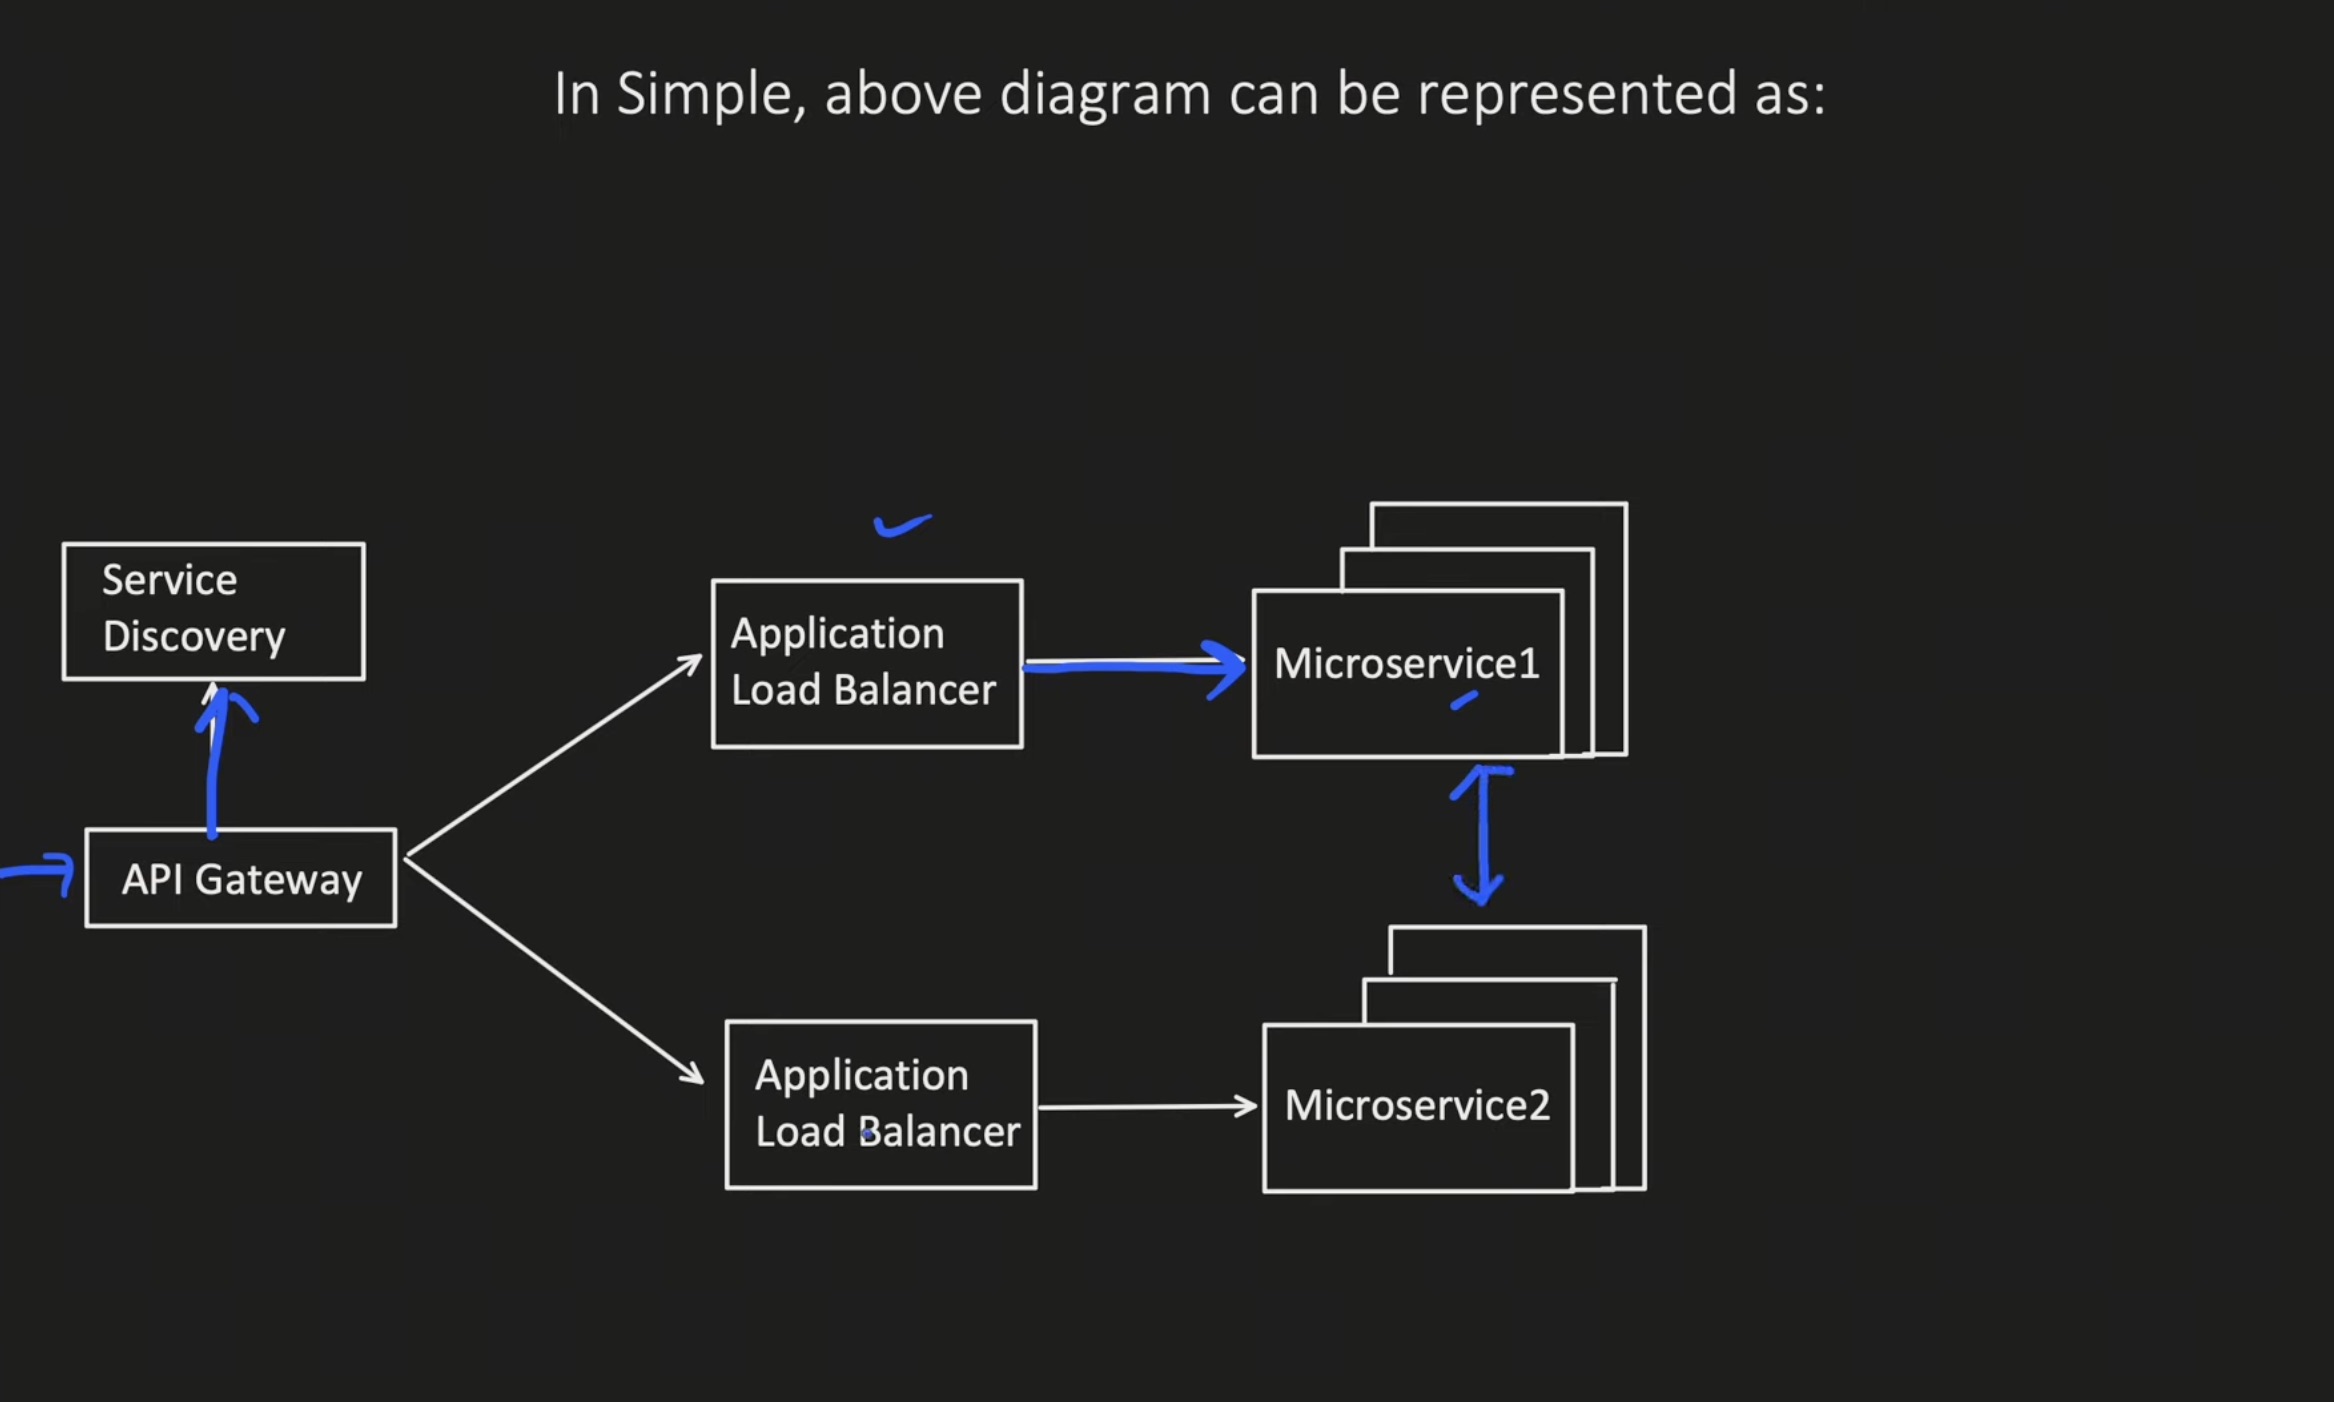 In Simple, above diagram can be represented as:
Service
Discovery
API Gateway
Application
Load Balancer
Microservice1
Application
Load Balancer
Microservice2